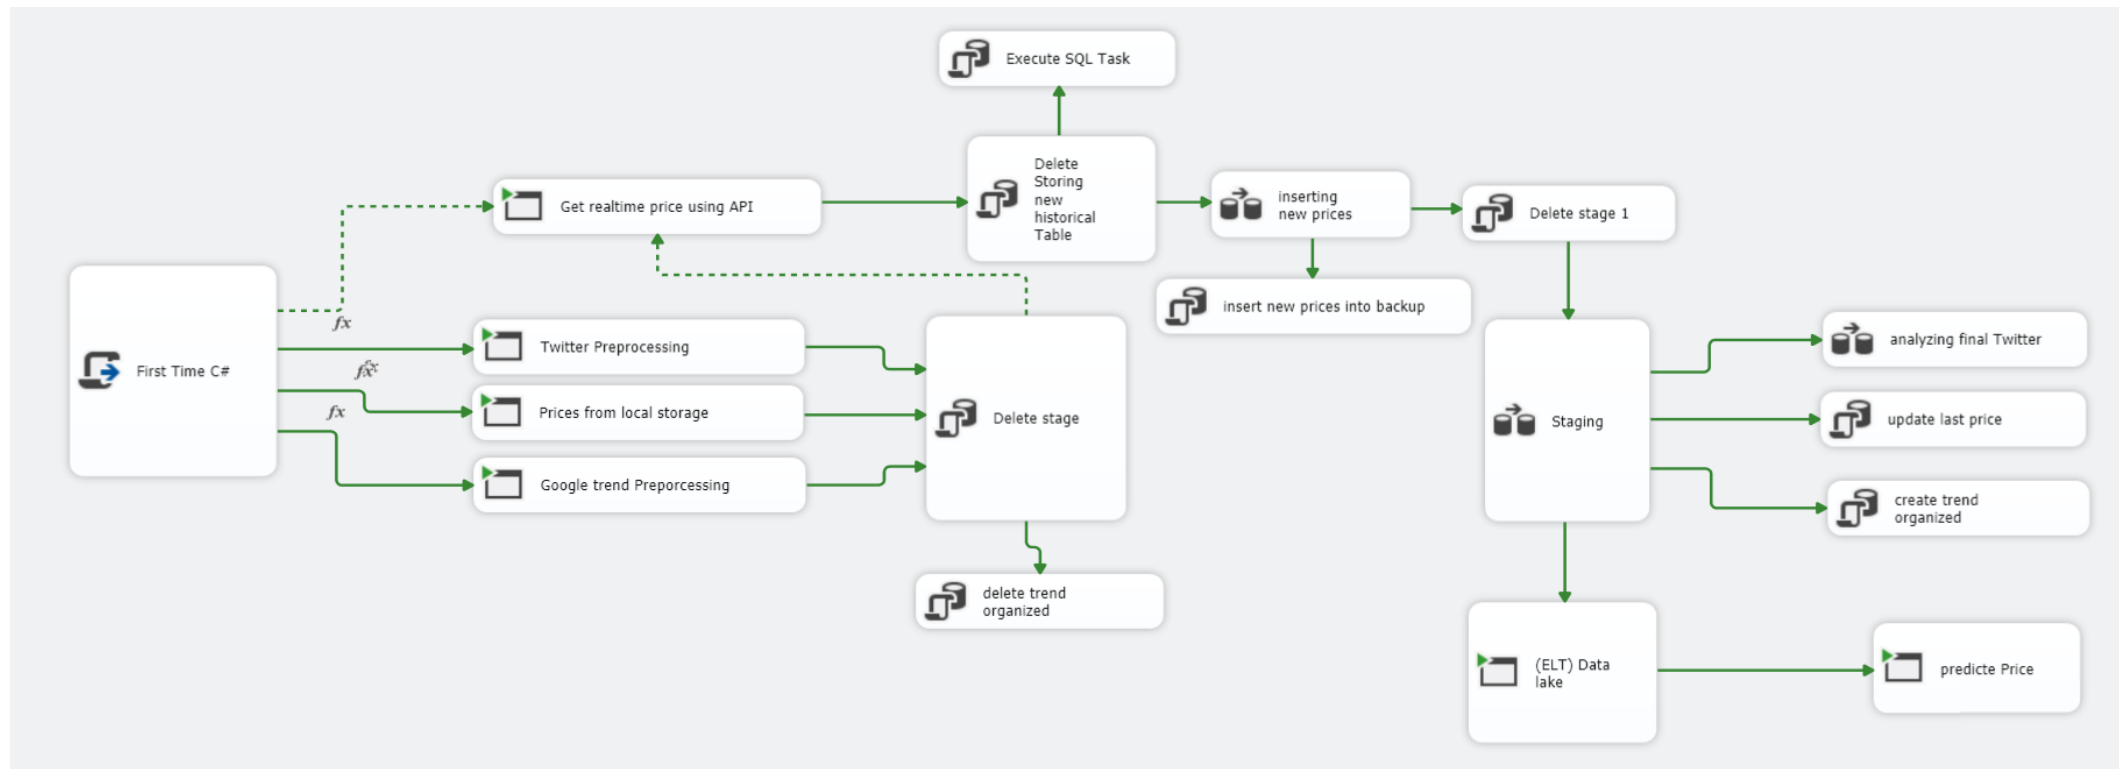 Execute SQL Task
Delete
Storing
new
historical
Table
Get realtime price using API
inserting
new prices
Delete stage 1
insert new prices into backup
fx
Twitter Preprocessing
analyzing final Twitter
First Time C#
fx
fx
Prices from local storage
fx
Delete stage
Staging
update last price
Google trend Preporcessing
create trend
organized
delete trend
organized
(ELT) Data
lake
predicte Price